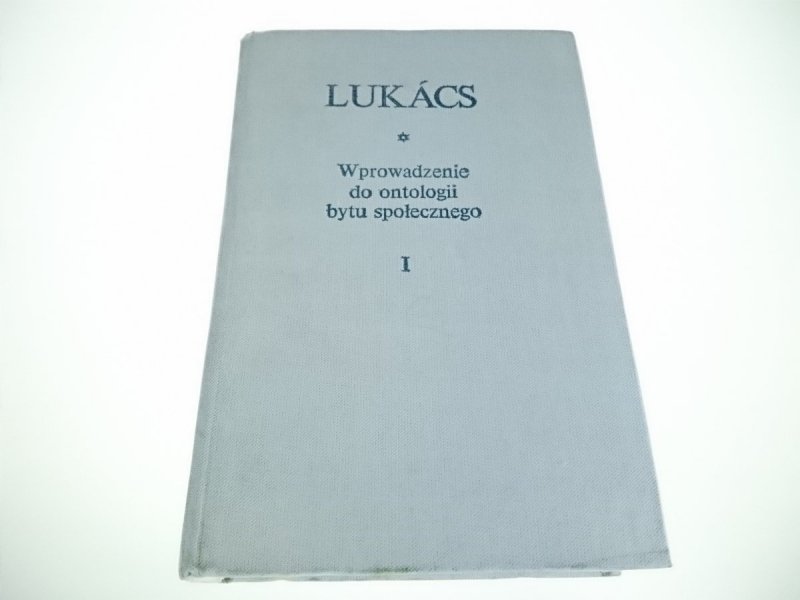 LUKÁCS
Wprowadzenie
do ontologii
bytu społecznego
I